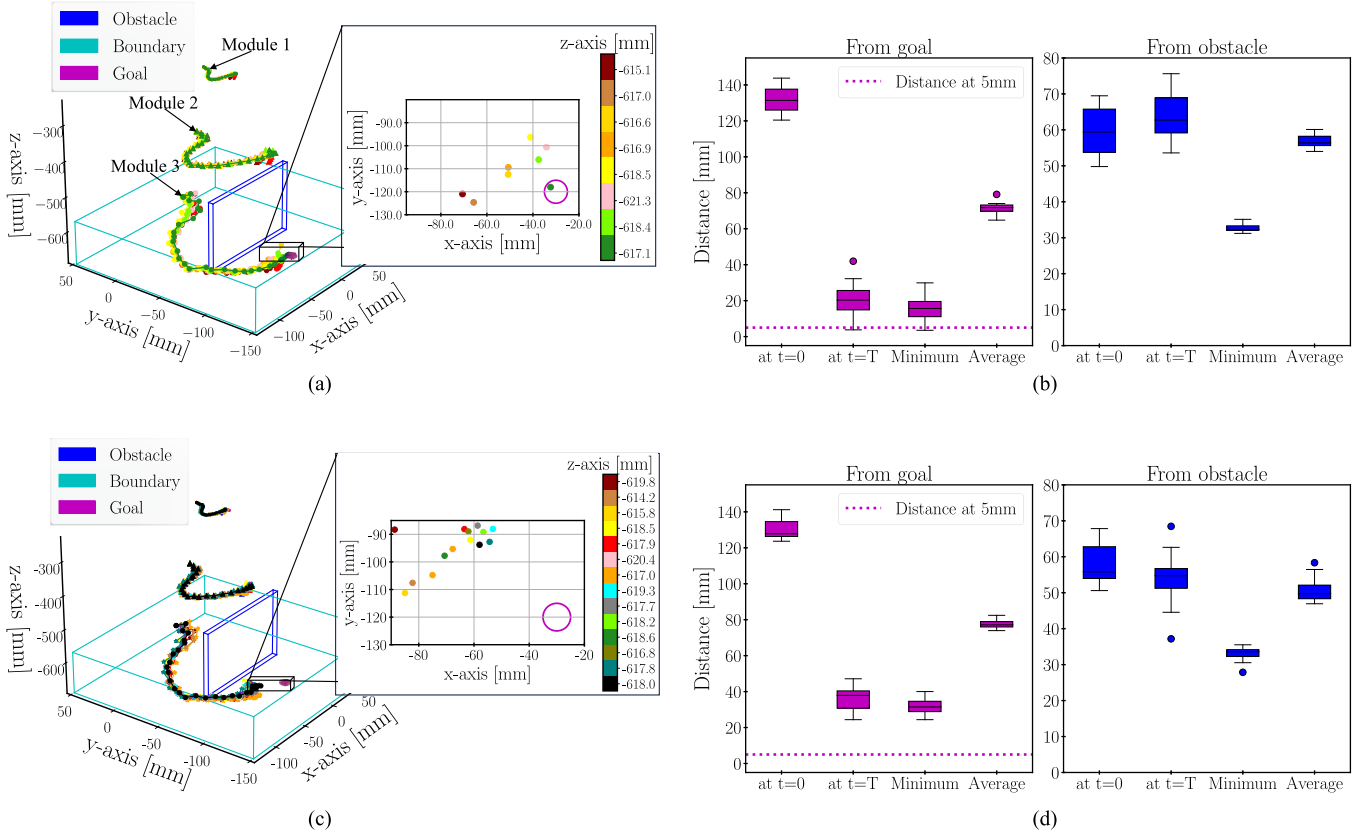 Obstacle
Boundary
Goal
Module 1
Module 2
Module 3
z-axis [mm]
−300
−400
−500
−600
50
0
−50
−100
−150
y-axis [mm]
−100
−50
0
50
x-axis [mm]
z-axis [mm]
-615.1
-617.0
-616.6
-616.9
-618.5
-621.3
-618.4
-617.1
y-axis [mm]
-90.0
-100.0
-110.0
-120.0
-130.0
-80.0
-60.0
-40.0
-20.0
x-axis [mm]
(a)
From goal
Distance at 5mm
Distance [mm]
140
120
100
80
60
40
20
0
at t=0
at t=T
Minimum
Average
From obstacle
80
70
60
50
40
30
20
10
0
at t=0
at t=T
Minimum
Average
(b)
Obstacle
Boundary
Goal
z-axis [mm]
-300
-400
-500
-600
50
0
-50
-100
-150
y-axis [mm]
-100
-50
0
50
x-axis [mm]
z-axis [mm]
-619.8
-614.2
-615.8
-618.5
-617.9
-620.4
-617.0
-619.3
-617.7
-618.2
-618.6
-616.8
-617.8
-618.0
y-axis [mm]
-90
-100
-110
-120
-130
-80
-60
-40
-20
x-axis [mm]
(c)
From goal
Distance at 5mm
Distance [mm]
140
120
100
80
60
40
20
0
at t=0
at t=T
Minimum
Average
From obstacle
80
70
60
50
40
30
20
10
0
at t=0
at t=T
Minimum
Average
(d)